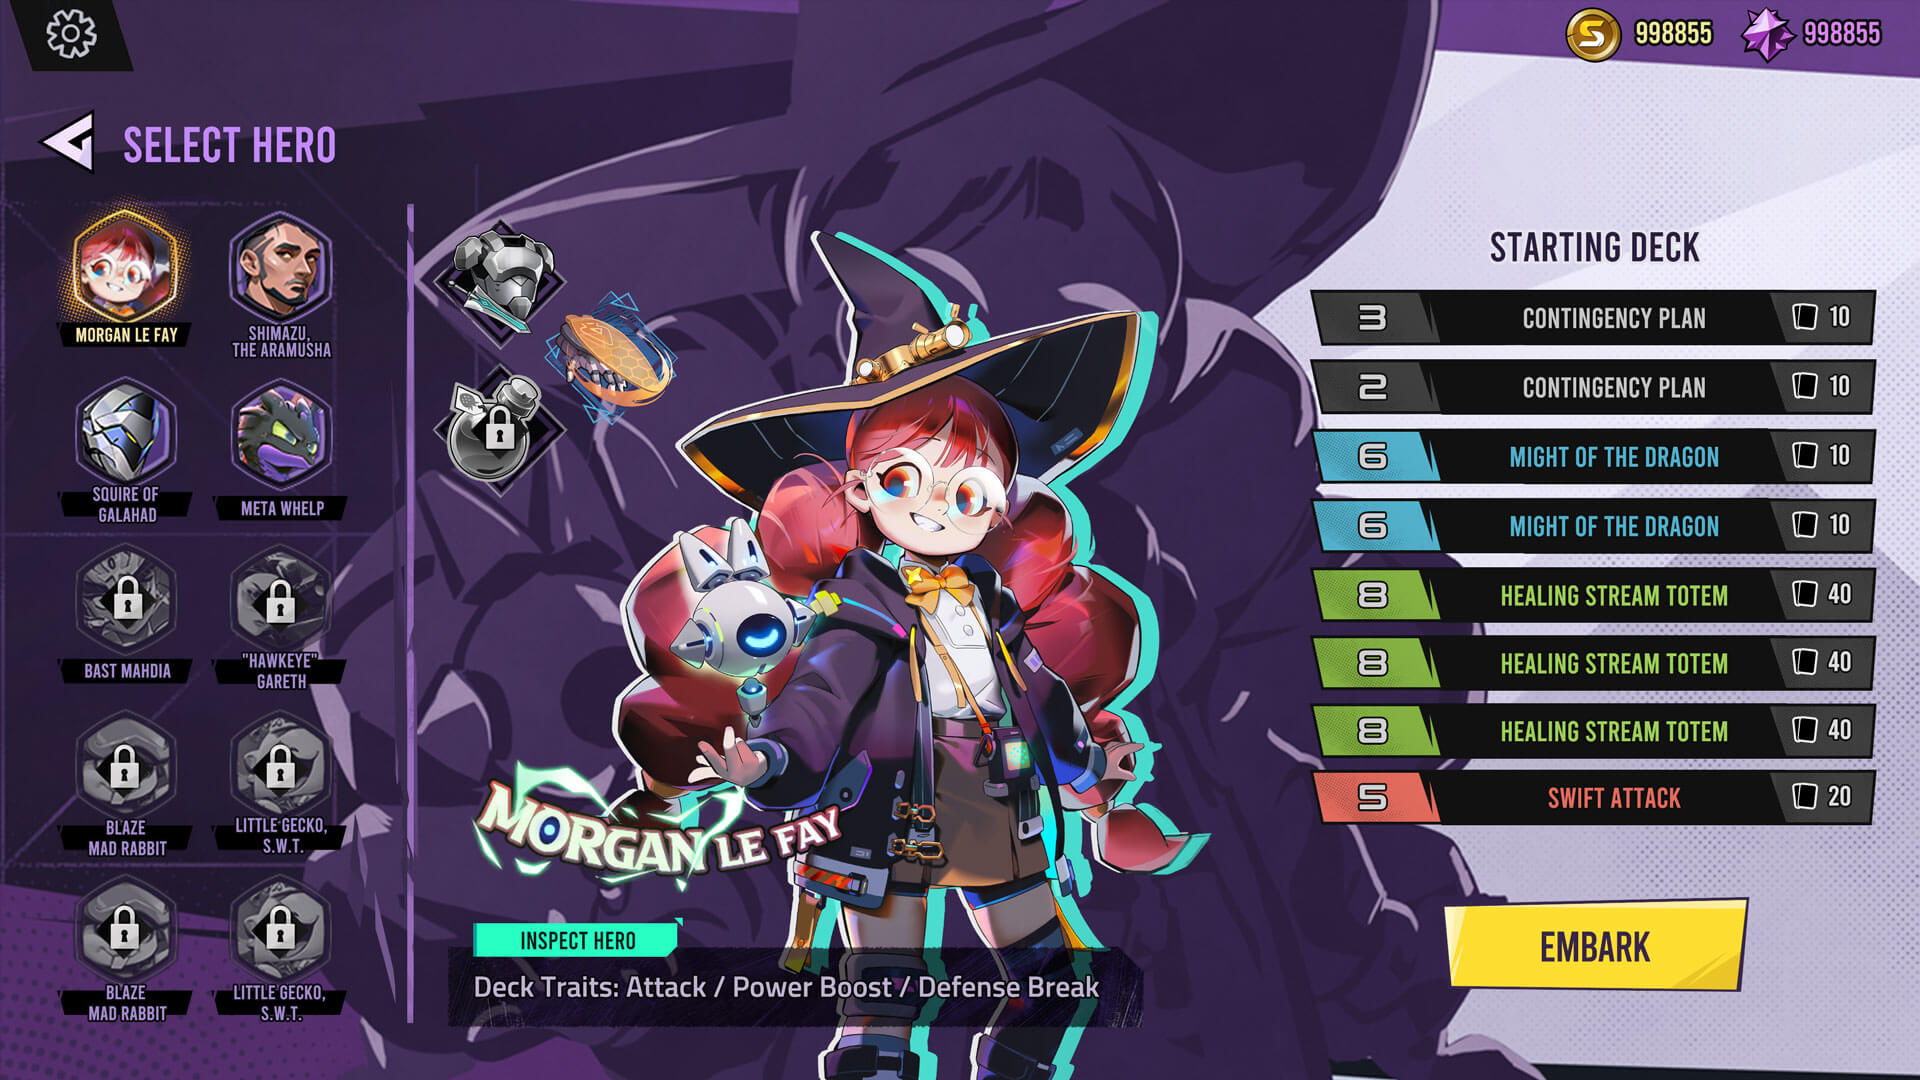 998855
998855
SELECT HERO
MORGAN LE FAY
SHIMAZU,
THE ARAMUSHA
SQUIRE OF
GALAHAD
META WHELP
BAST MAHDIA
"HAWKEYE"
GARETH
BLAZE
MAD RABBIT
LITTLE GECKO,
S.W.T.
BLAZE
MAD RABBIT
LITTLE GECKO,
S.W.T.
MORGAN LE FAY
INSPECT HERO
Deck Traits: Attack / Power Boost / Defense Break
STARTING DECK
3 CONTINGENCY PLAN 10
2 CONTINGENCY PLAN 10
6 MIGHT OF THE DRAGON 10
6 MIGHT OF THE DRAGON 10
8 HEALING STREAM TOTEM 40
8 HEALING STREAM TOTEM 40
8 HEALING STREAM TOTEM 40
5 SWIFT ATTACK 20
EMBARK